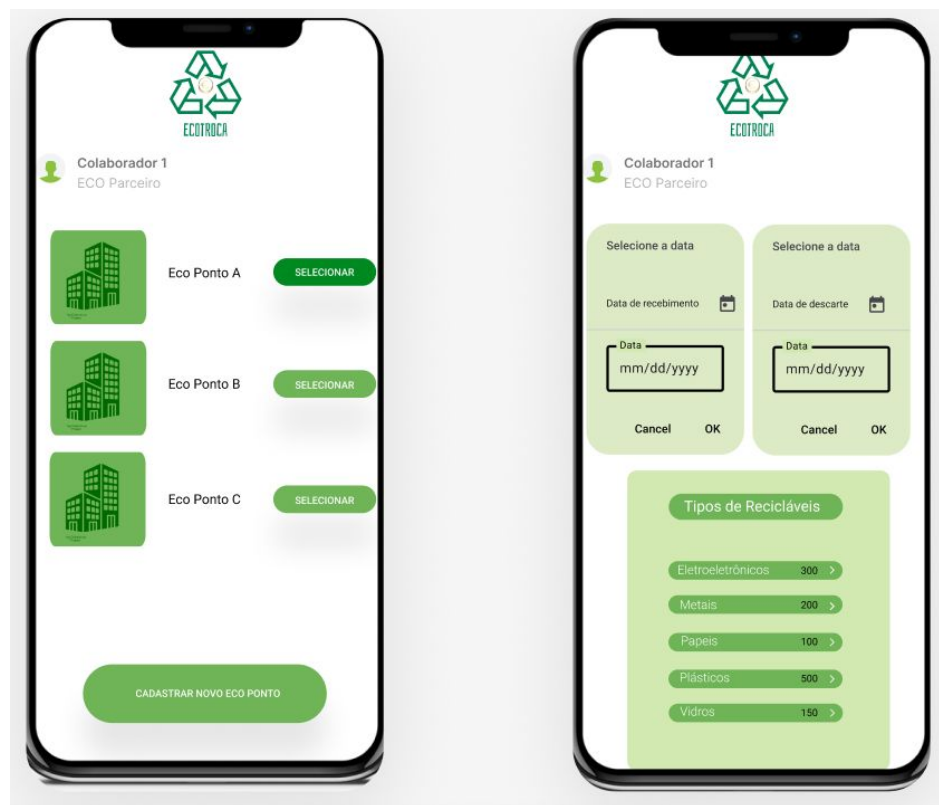 ECOTROCA
Colaborador 1
ECO Parceiro
Eco Ponto A
SELECIONAR
Eco Ponto B
SELECIONAR
Eco Ponto C
SELECIONAR
CADASTRAR NOVO ECO PONTO
ECOTROCA
Colaborador 1
ECO Parceiro
Selecione a data
Data de recebimento
Data
mm/dd/yyyy
Cancel OK
Selecione a data
Data de descarte
Data
mm/dd/yyyy
Cancel OK
Tipos de Recicláveis
Eletroeletrônicos 300 >
Metais 200 >
Papeis 100 >
Plásticos 500 >
Vidros 150 >